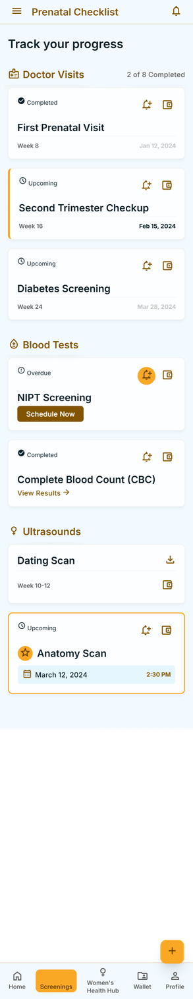 Prenatal Checklist
Track your progress
Doctor Visits
2 of 8 Completed
Completed
First Prenatal Visit
Week 8
Jan 12, 2024
Upcoming
Second Trimester Checkup
Week 16
Feb 15, 2024
Upcoming
Diabetes Screening
Week 24
Mar 28, 2024
Blood Tests
Overdue
NIPT Screening
Schedule Now
Completed
Complete Blood Count (CBC)
View Results
Ultrasounds
Dating Scan
Week 10-12
Upcoming
Anatomy Scan
March 12, 2024
2:30 PM
Home
Screenings
Women's
Health Hub
Wallet
Profile